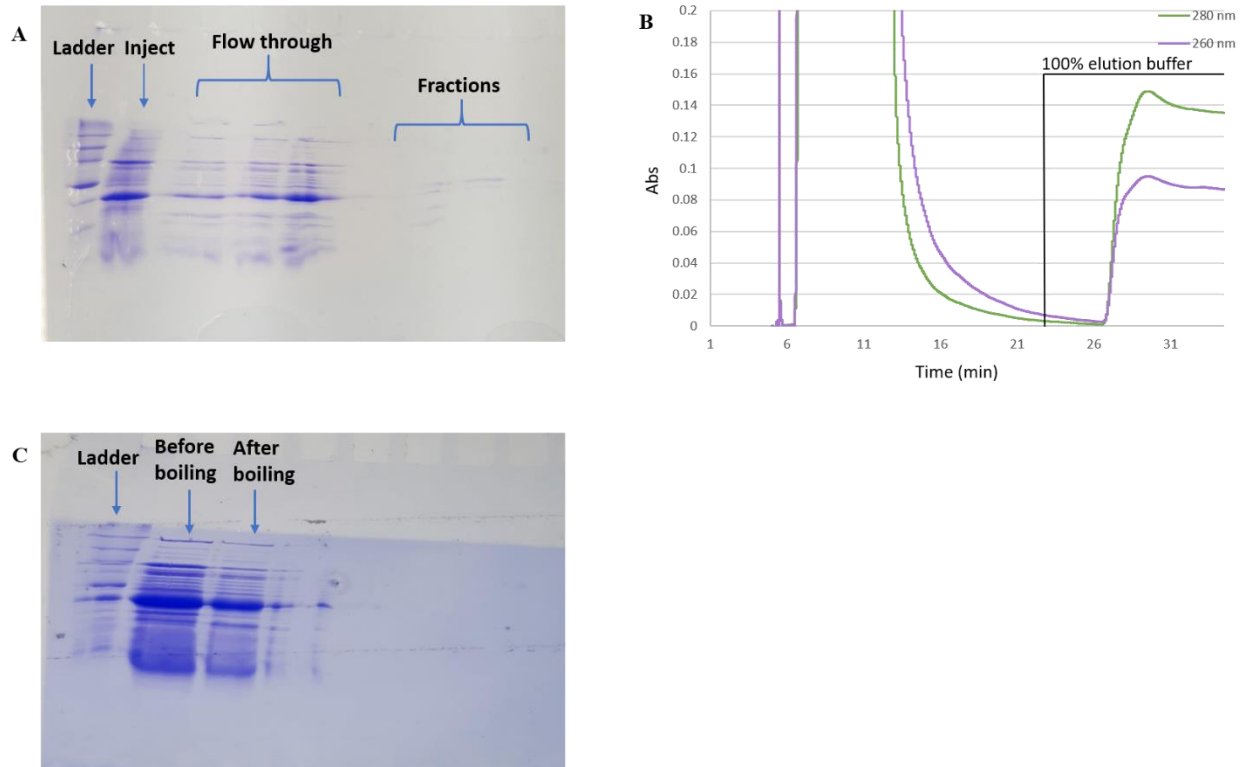 A
Ladder
Inject
Flow through
Fractions
B
0.2
0.18
0.16
0.14
0.12
0.1
0.08
0.06
0.04
0.02
0
Abs
1
6
11
16
21
26
31
Time (min)
280 nm
260 nm
100% elution buffer
C
Ladder
Before
boiling
After
boiling